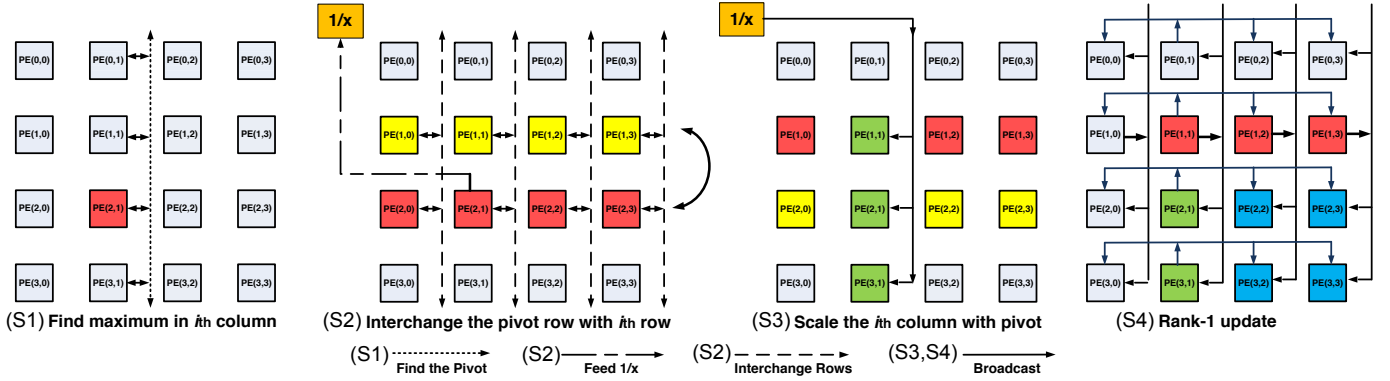 1/x
1/x
PE(0,0) PE(0,1) PE(0,2) PE(0,3)
PE(1,0) PE(1,1) PE(1,2) PE(1,3)
PE(2,0) PE(2,1) PE(2,2) PE(2,3)
PE(3,0) PE(3,1) PE(3,2) PE(3,3)
(S1) Find maximum in ith column
PE(0,0) PE(0,1) PE(0,2) PE(0,3)
PE(1,0) PE(1,1) PE(1,2) PE(1,3)
PE(2,0) PE(2,1) PE(2,2) PE(2,3)
PE(3,0) PE(3,1) PE(3,2) PE(3,3)
(S2) Interchange the pivot row with ith row
PE(0,0) PE(0,1) PE(0,2) PE(0,3)
PE(1,0) PE(1,1) PE(1,2) PE(1,3)
PE(2,0) PE(2,1) PE(2,2) PE(2,3)
PE(3,0) PE(3,1) PE(3,2) PE(3,3)
(S3) Scale the ith column with pivot
PE(0,0) PE(0,1) PE(0,2) PE(0,3)
PE(1,0) PE(1,1) PE(1,2) PE(1,3)
PE(2,0) PE(2,1) PE(2,2) PE(2,3)
PE(3,0) PE(3,1) PE(3,2) PE(3,3)
(S4) Rank-1 update
(S1) Find the Pivot
(S2) Feed 1/x
(S2) Interchange Rows
(S3,S4) Broadcast